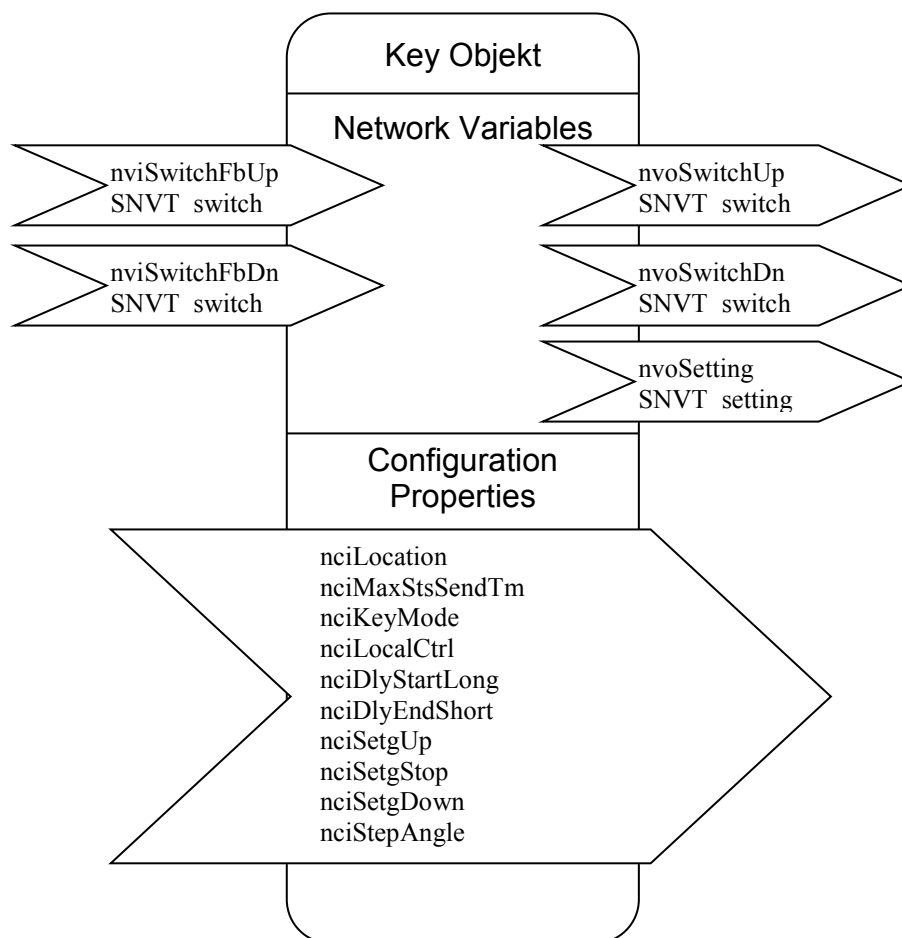 Key Objekt
Network Variables
nviSwitchFbUp
SNVT switch
nviSwitchFbDn
SNVT switch
nvoSwitchUp
SNVT switch
nvoSwitchDn
SNVT switch
nvoSetting
SNVT setting
Configuration
Properties
nciLocation
nciMaxStsSendTm
nciKeyMode
nciLocalCtrl
nciDlyStartLong
nciDlyEndShort
nciSetgUp
nciSetgStop
nciSetgDown
nciStepAngle